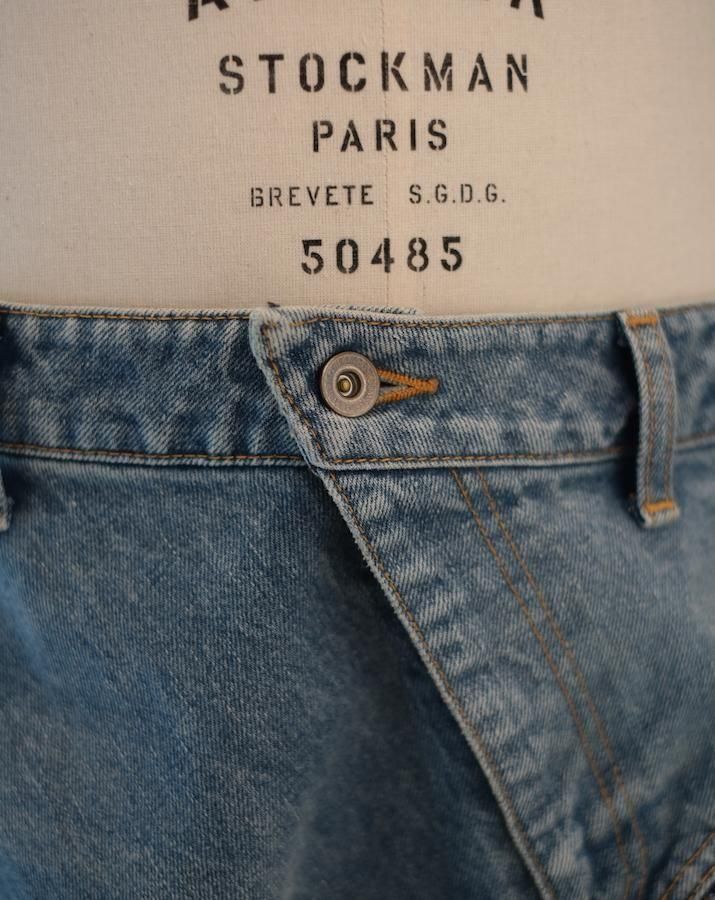 STOCKMAN
PARIS
BREVETE S.G.D.G.
50485